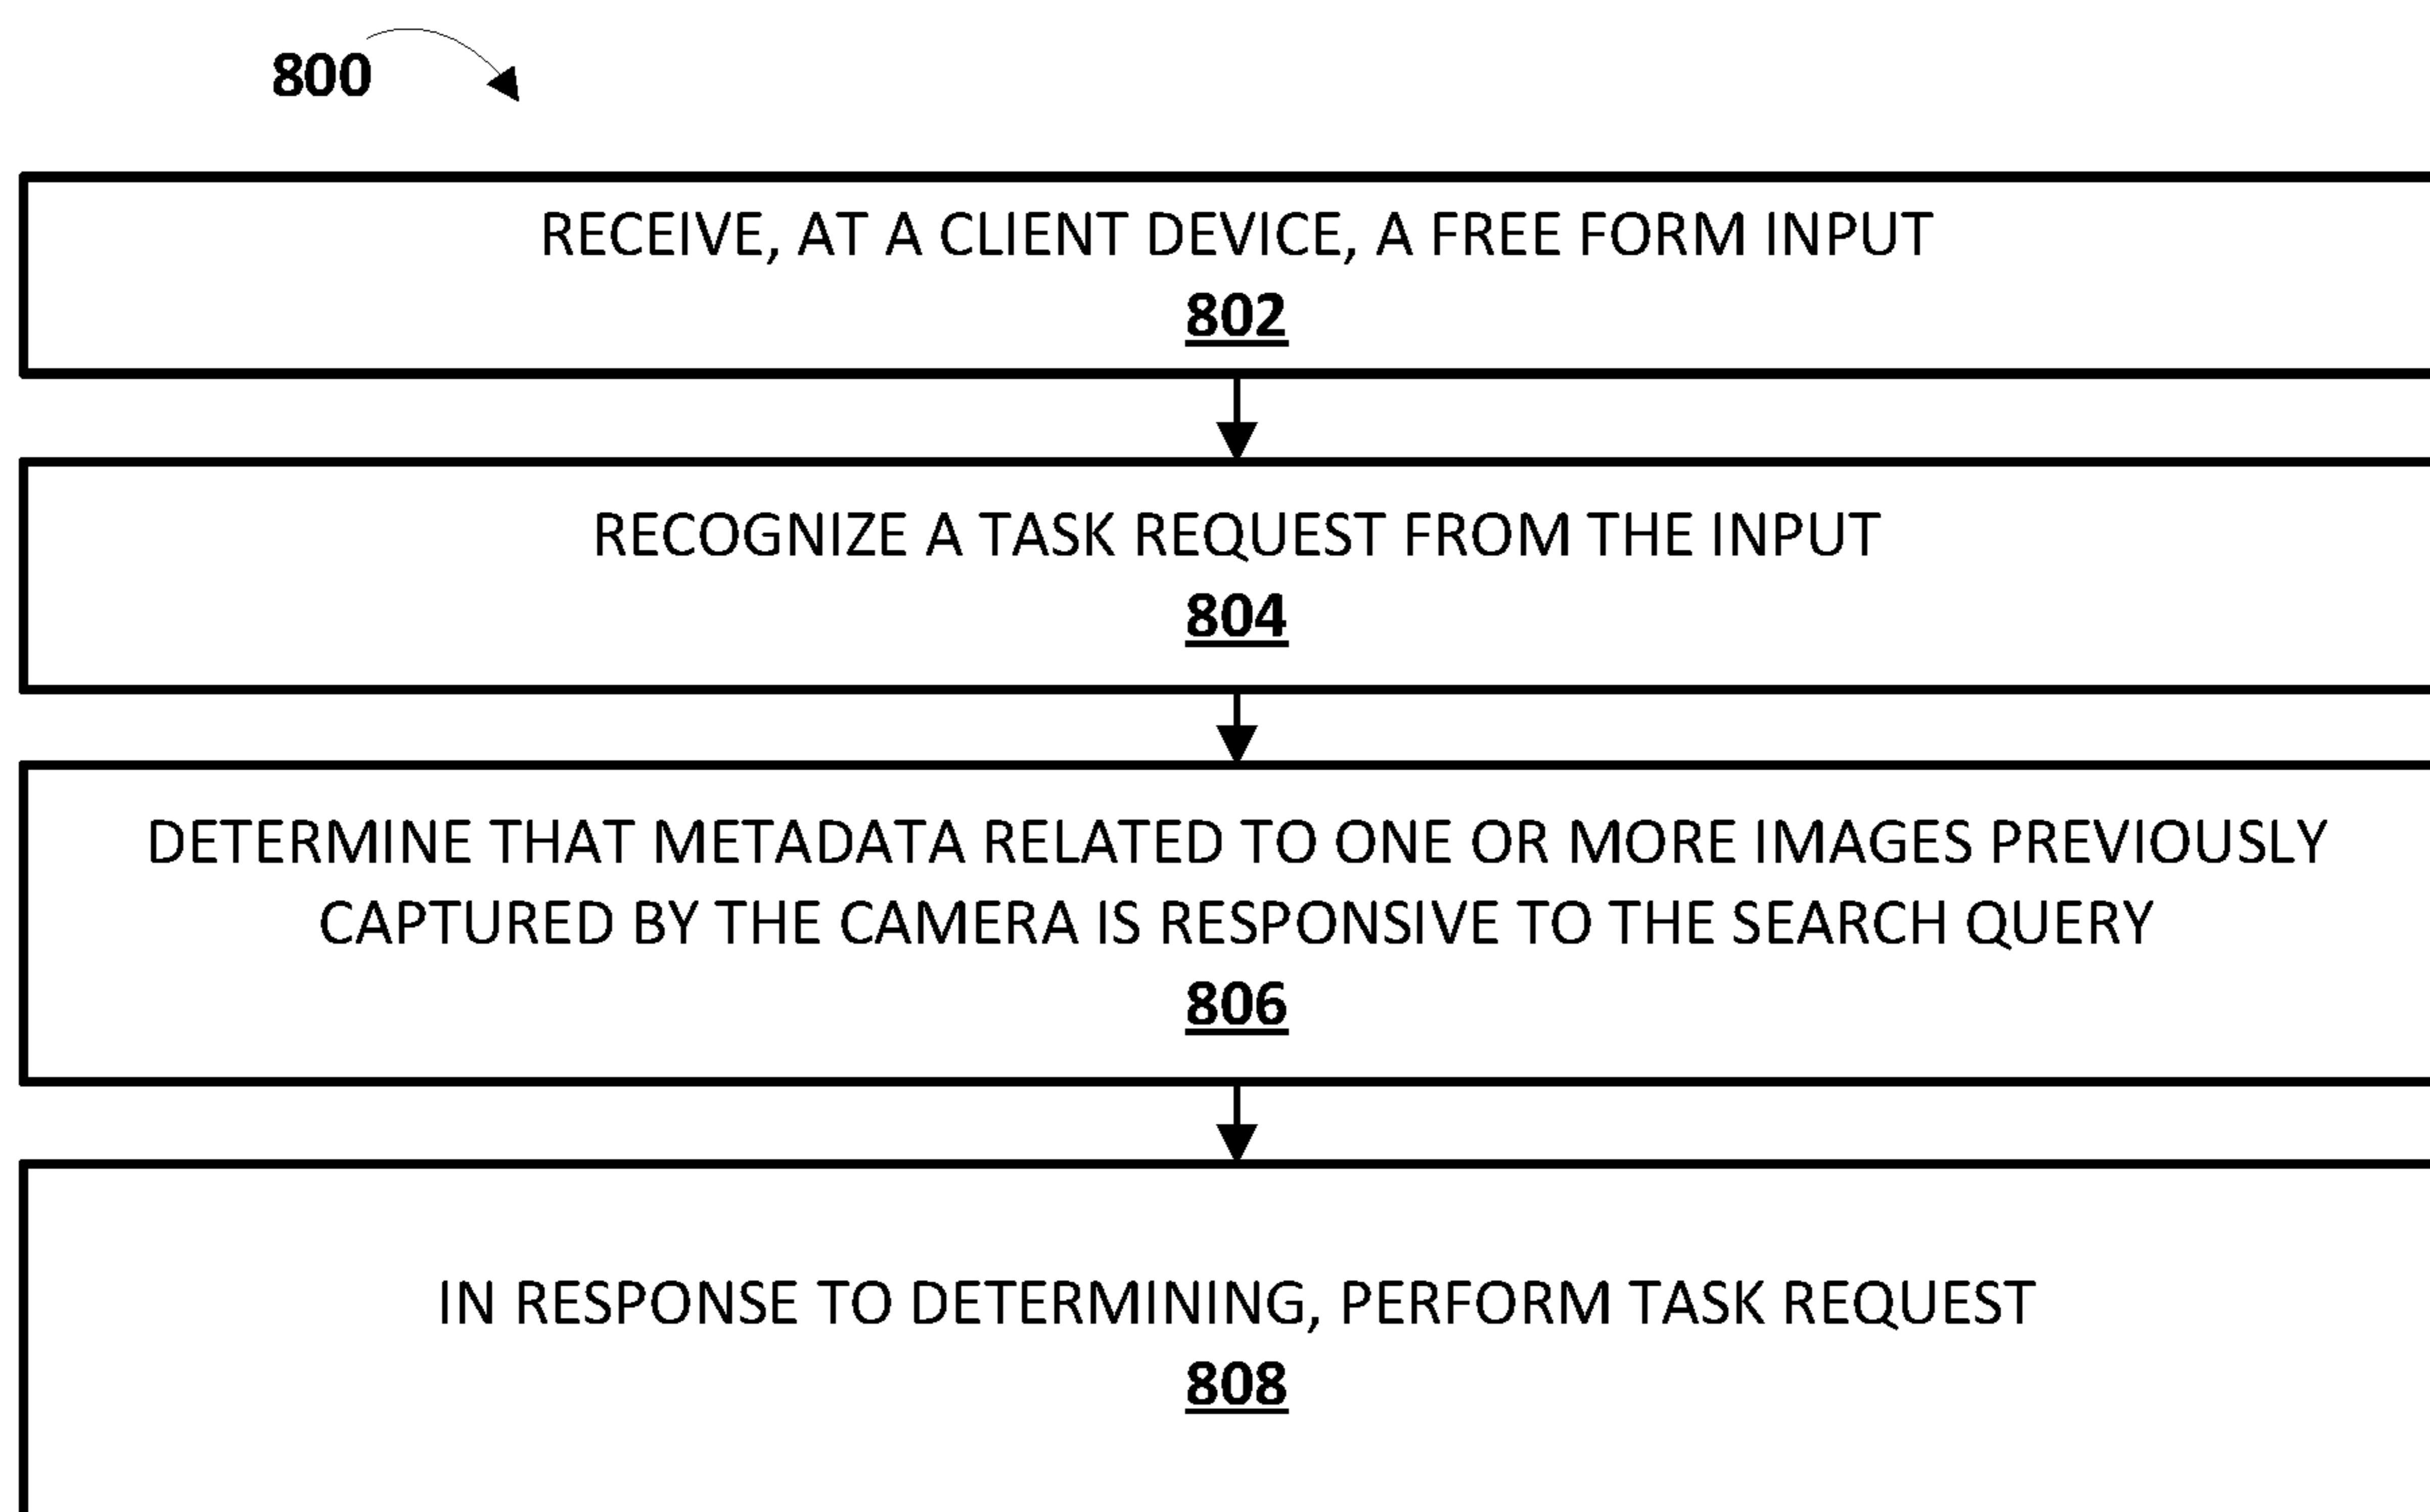 800
RECEIVE, AT A CLIENT DEVICE, A FREE FORM INPUT
802
RECOGNIZE A TASK REQUEST FROM THE INPUT
804
DETERMINE THAT METADATA RELATED TO ONE OR MORE IMAGES PREVIOUSLY
CAPTURED BY THE CAMERA IS RESPONSIVE TO THE SEARCH QUERY
806
IN RESPONSE TO DETERMINING, PERFORM TASK REQUEST
808